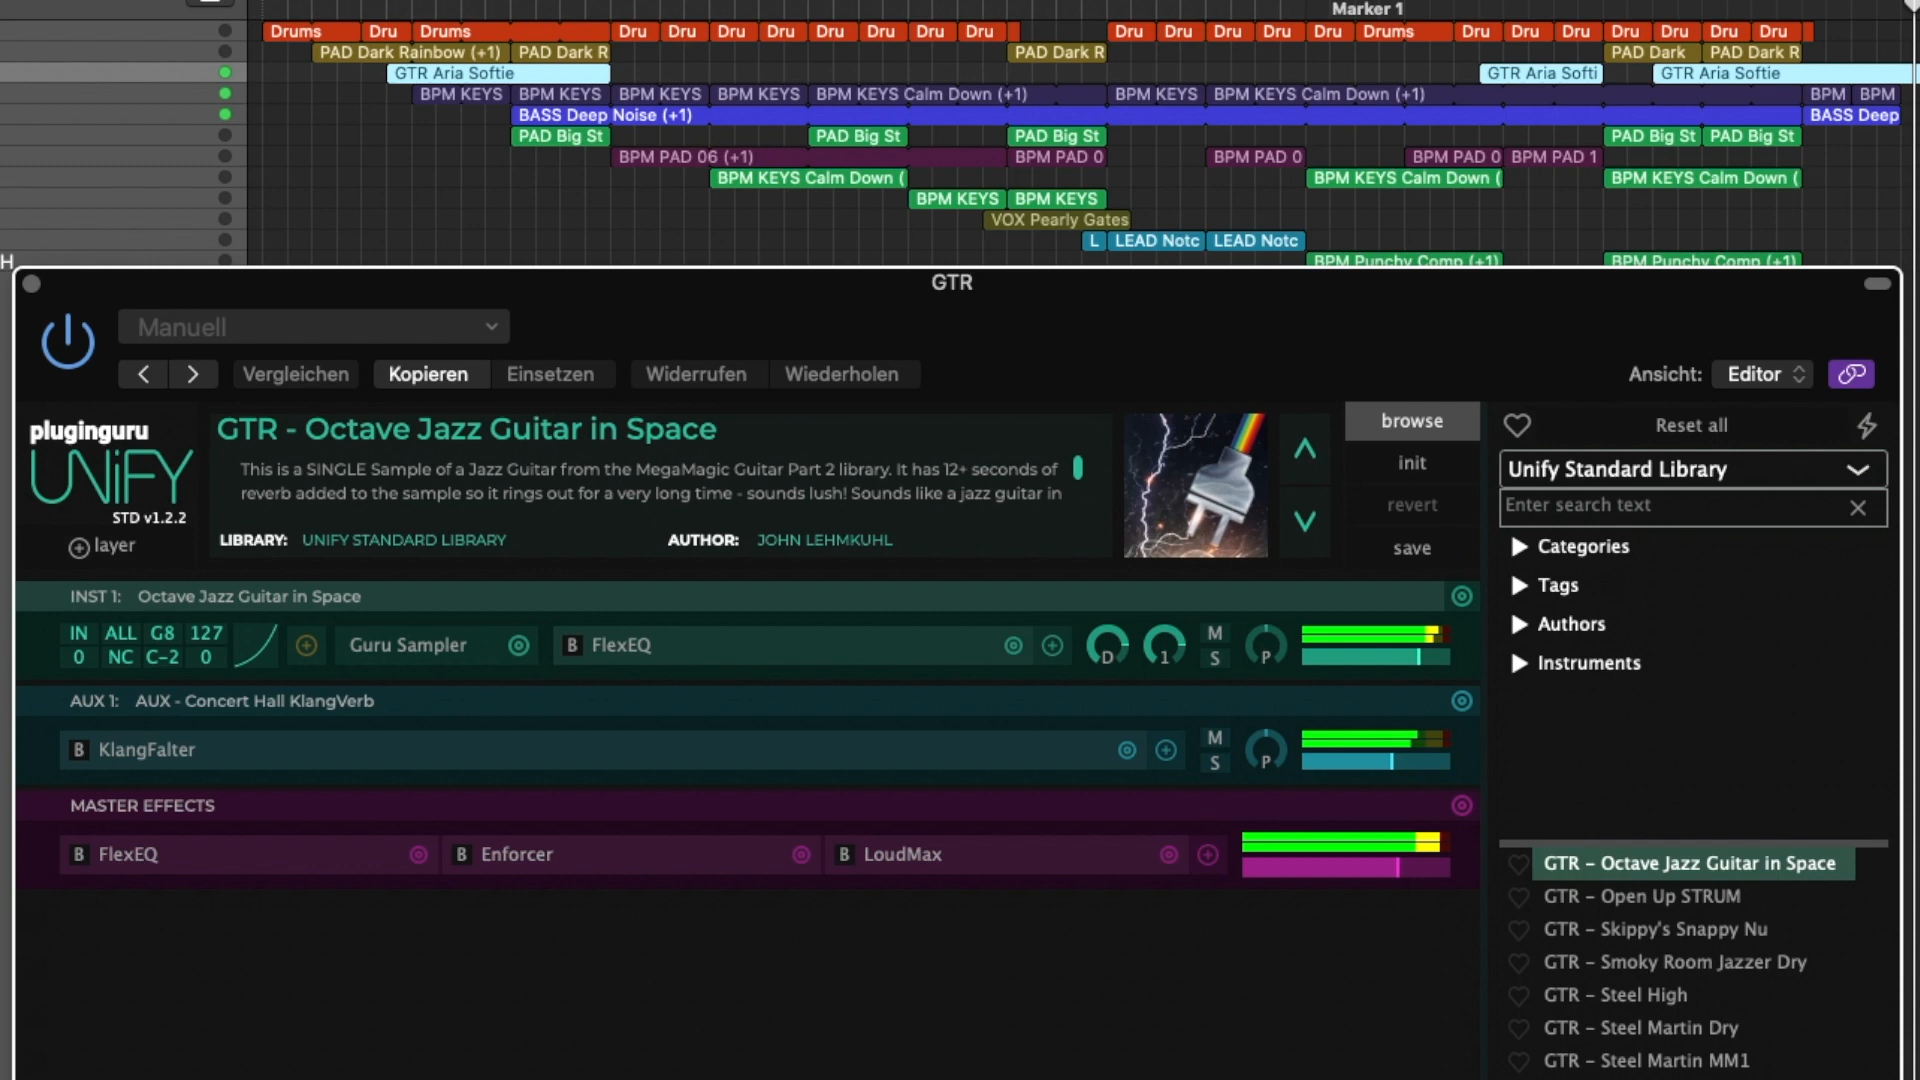 Marker 1
Drums Dru Drums Dru Dru Dru Dru Dru Dru Dru Dru Dru Dru Dru Dru Dru Drums Dru Dru Dru Dru Dru Dru Dru
PAD Dark Rainbow (+1) PAD Dark R PAD Dark R PAD Dark PAD Dark R
GTR Aria Softie GTR Aria Softi GTR Aria Softie
BPM KEYS BPM KEYS BPM KEYS BPM KEYS BPM KEYS Calm Down (+1) BPM KEYS BPM KEYS Calm Down (+1) BPM BPM
BASS Deep Noise (+1) BASS Deep
PAD Big St PAD Big St PAD Big St PAD Big St PAD Big St
BPM PAD 06 (+1) BPM PAD 0 BPM PAD 0 BPM PAD 0 BPM PAD 1
BPM KEYS Calm Down ( BPM KEYS Calm Down ( BPM KEYS Calm Down (
BPM KEYS BPM KEYS
VOX Pearly Gates
L LEAD Notc LEAD Notc
H BPM Punchy Comp (+1) BPM Punchy Comp (+1)
GTR
Manuell
Vergleichen Kopieren Einsetzen Widerrufen Wiederholen Ansicht: Editor
pluginguru
UNiFY
STD v1.2.2
layer
GTR - Octave Jazz Guitar in Space
This is a SINGLE Sample of a Jazz Guitar from the MegaMagic Guitar Part 2 library. It has 12+ seconds of
reverb added to the sample so it rings out for a very long time - sounds lush! Sounds like a jazz guitar in
LIBRARY: UNIFY STANDARD LIBRARY AUTHOR: JOHN LEHMKUHL
browse
init
revert
save
Reset all
Unify Standard Library
Enter search text
Categories
Tags
Authors
Instruments
INST 1: Octave Jazz Guitar in Space
IN ALL G8 127
0 NC C-2 0
Guru Sampler B FlexEQ D 1 M S P
AUX 1: AUX - Concert Hall KlangVerb
B KlangFalter M S P
MASTER EFFECTS
B FlexEQ B Enforcer B LoudMax
GTR – Octave Jazz Guitar in Space
GTR – Open Up STRUM
GTR – Skippy's Snappy Nu
GTR – Smoky Room Jazzer Dry
GTR – Steel High
GTR – Steel Martin Dry
GTR – Steel Martin MM1